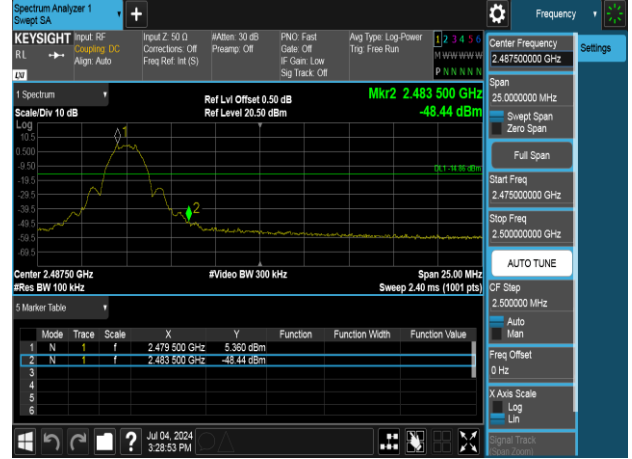 Spectrum Analyzer 1
Swept SA
Frequency
KEYSIGHT
RL
LXI
Input: RF
Coupling: DC
Align: Auto
Input Z: 50 Ω
Corrections: Off
Freq Ref: Int (S)
#Atten: 30 dB
Preamp: Off
PNO: Fast
Gate: Off
IF Gain: Low
Sig Track: Off
Avg Type: Log-Power
Trig: Free Run
1 2 3 4 5 6
M W W W W W
P N N N N N
1 Spectrum
Scale/Div 10 dB
Ref Lvl Offset 0.50 dB
Ref Level 20.50 dBm
Mkr2 2.483 500 GHz
-48.44 dBm
Log
10.5
0.500
-9.50
-19.5
-29.5
-39.5
-49.5
-59.5
-69.5
1
2
DL1 -14.86 dBm
Center 2.48750 GHz
#Res BW 100 kHz
#Video BW 300 kHz
Span 25.00 MHz
Sweep 2.40 ms (1001 pts)
5 Marker Table
Mode Trace Scale X Y Function Function Width Function Value
1 N 1 f 2.479 500 GHz 5.360 dBm
2 N 1 f 2.483 500 GHz -48.44 dBm
3
4
5
6
?
Jul 04, 2024
3:28:53 PM
Center Frequency
2.487500000 GHz
Settings
Span
25.0000000 MHz
Swept Span
Zero Span
Full Span
Start Freq
2.475000000 GHz
Stop Freq
2.500000000 GHz
AUTO TUNE
CF Step
2.500000 MHz
Auto
Man
Freq Offset
0 Hz
X Axis Scale
Log
Lin
Signal Track
(Span Zoom)